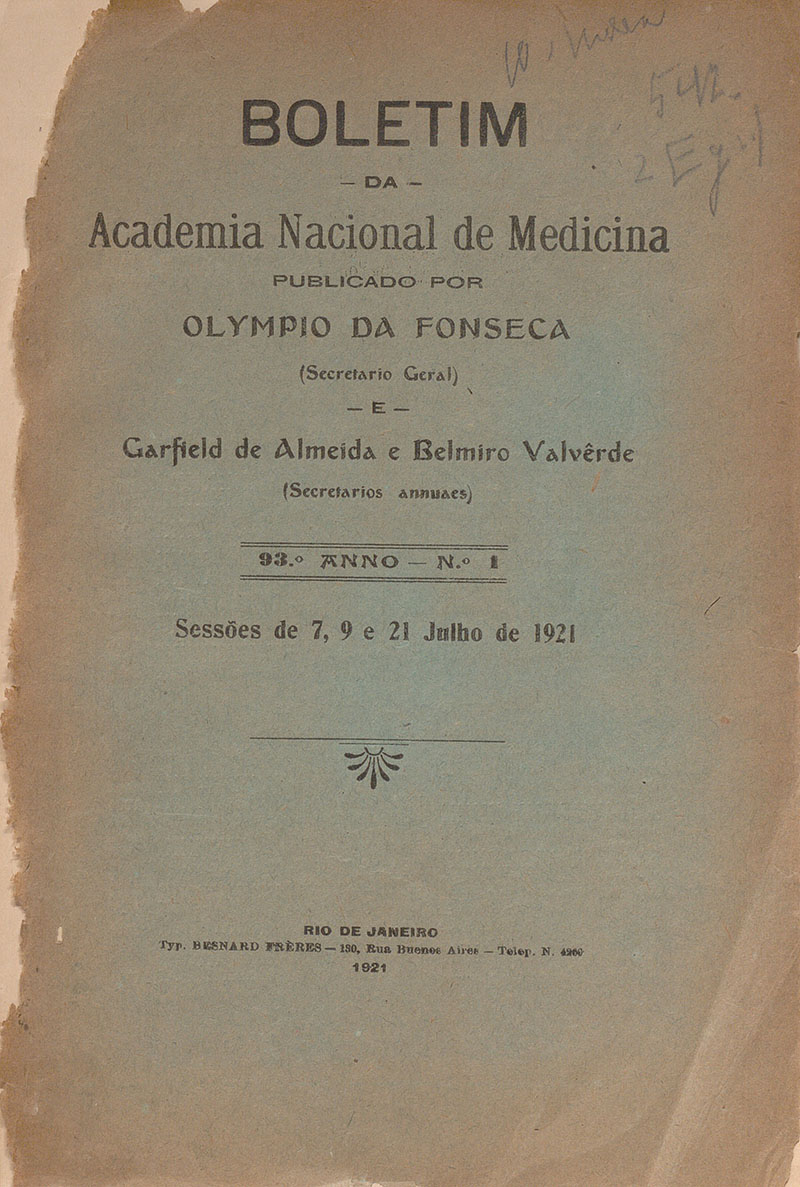 BOLETIM
— DA —
Academia Nacional de Medicina
PUBLICADO POR
OLYMPIO DA FONSECA
(Secretario Geral)
— E —
Garfield de Almeida e Belmiro Valvêrde
(Secretarios annuaes)
93.º ANNO — N.º 1
Sessões de 7, 9 e 21 Julho de 1921
RIO DE JANEIRO
Typ. BESNARD FRÈRES — 130, Rua Buenos Aires — Telep. N.
1921